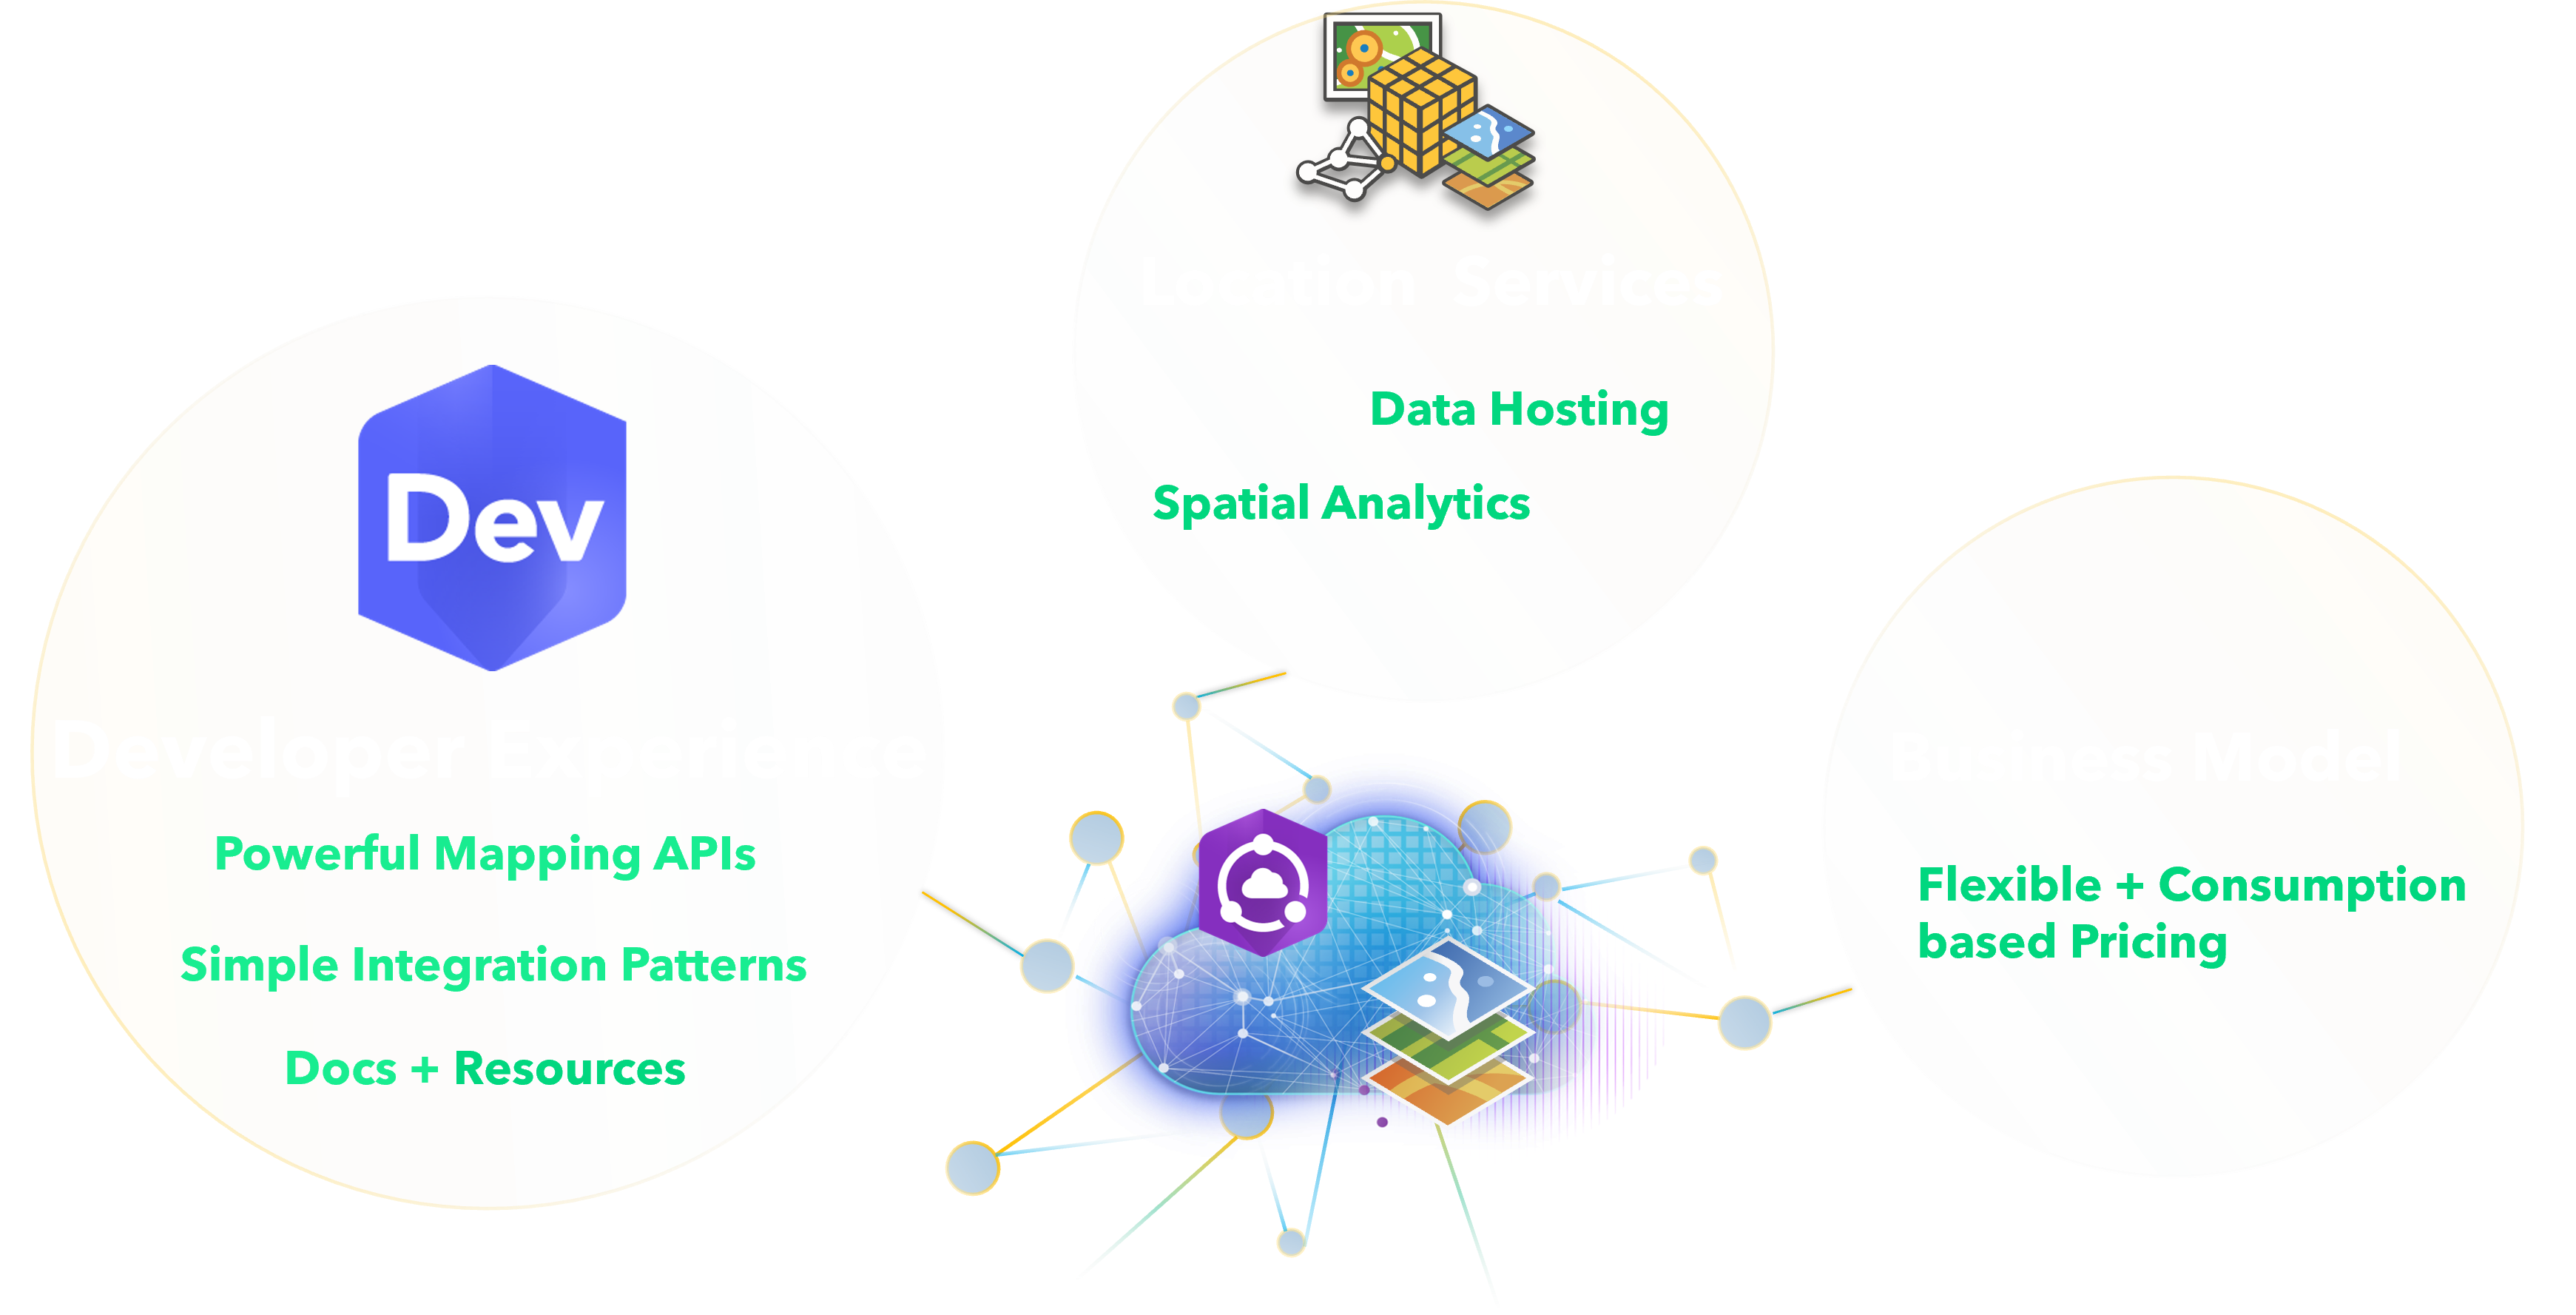 Dev
Developer Experience
Powerful Mapping APIs
Simple Integration Patterns
Docs + Resources
Location Services
Data Hosting
Spatial Analytics
Business Model
Flexible + Consumption
based Pricing